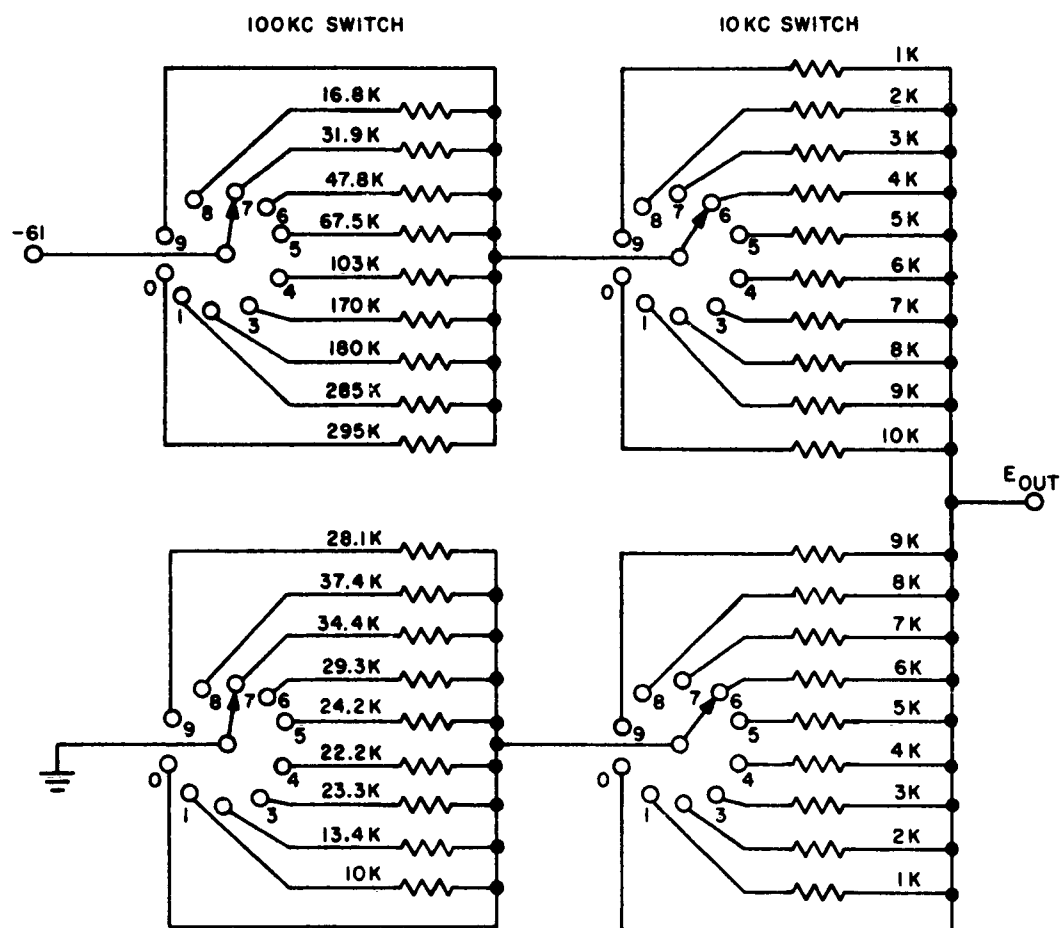 100KC SWITCH
10KC SWITCH
16.8K
31.9K
47.8K
67.5K
103K
170K
180K
285K
295K
-61
9
8
7
6
5
4
3
1
0
1K
2K
3K
4K
5K
6K
7K
8K
9K
10K
9
8
7
6
5
4
3
1
0
EOUT
28.1K
37.4K
34.4K
29.3K
24.2K
22.2K
23.3K
13.4K
10K
9
8
7
6
5
4
3
1
0
9K
8K
7K
6K
5K
4K
3K
2K
1K
9
8
7
6
5
4
3
1
0